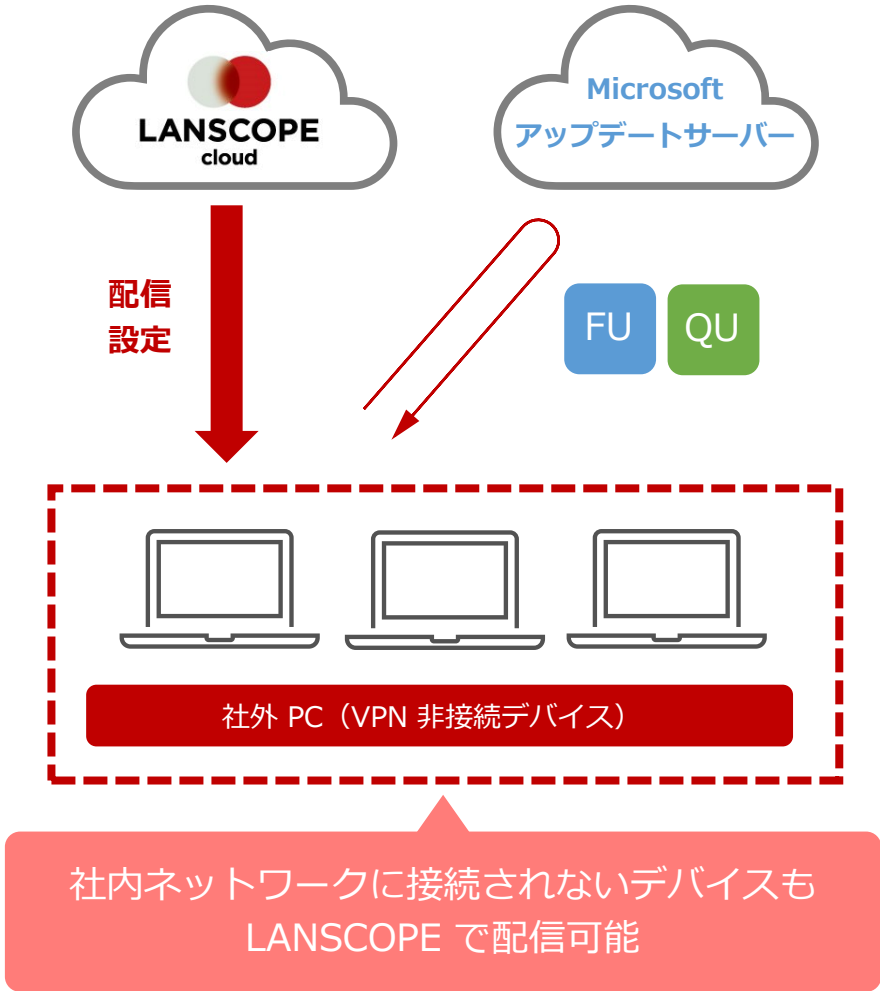 LANSCOPE
cloud
Microsoft
アップデートサーバー
配信
設定
FU
QU
社外 PC（VPN 非接続デバイス）
社内ネットワークに接続されないデバイスも
LANSCOPE で配信可能